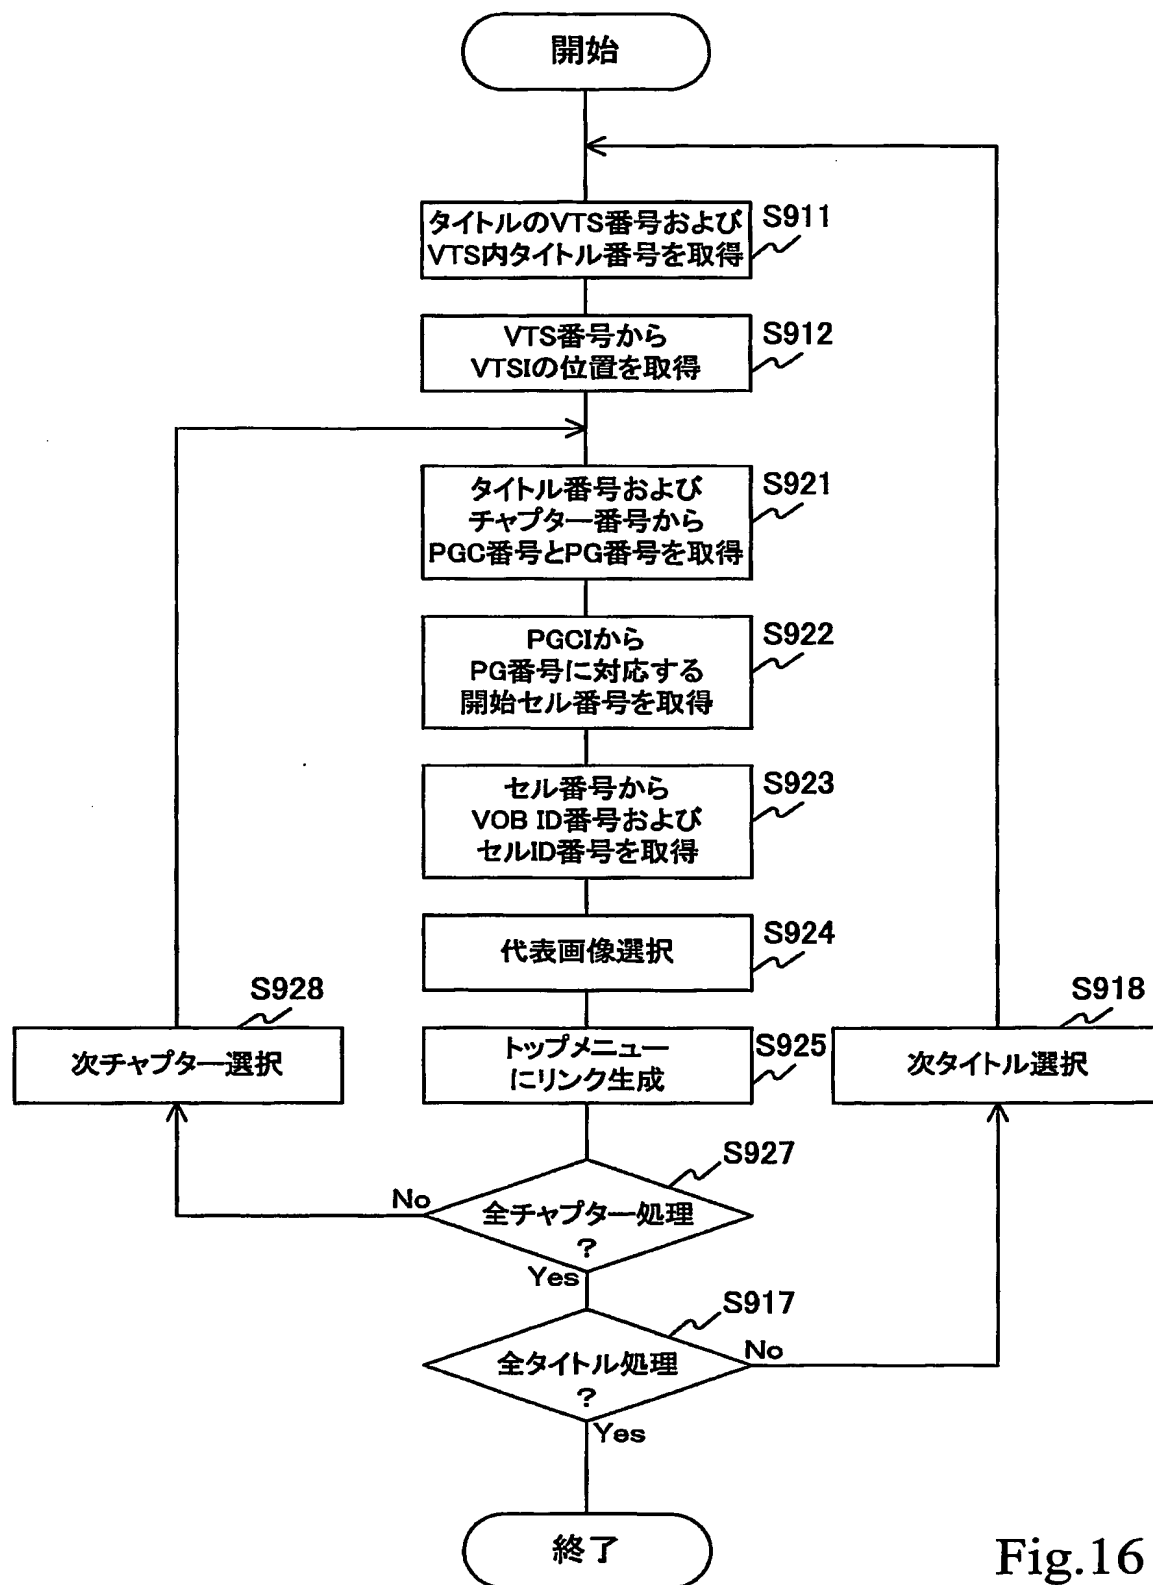 開始
タイトルのVTS番号および
VTS内タイトル番号を取得
S911
VTS番号から
VTSIの位置を取得
S912
タイトル番号および
チャプター番号から
PGC番号とPG番号を取得
S921
PGCIから
PG番号に対応する
開始セル番号を取得
S922
セル番号から
VOB ID番号および
セルID番号を取得
S923
代表画像選択
S924
S928
次チャプター選択
トップメニュー
にリンク生成
S925
S918
次タイトル選択
S927
No
全チャプター処理
?
Yes
S917
全タイトル処理
?
No
Yes
終了
Fig.16